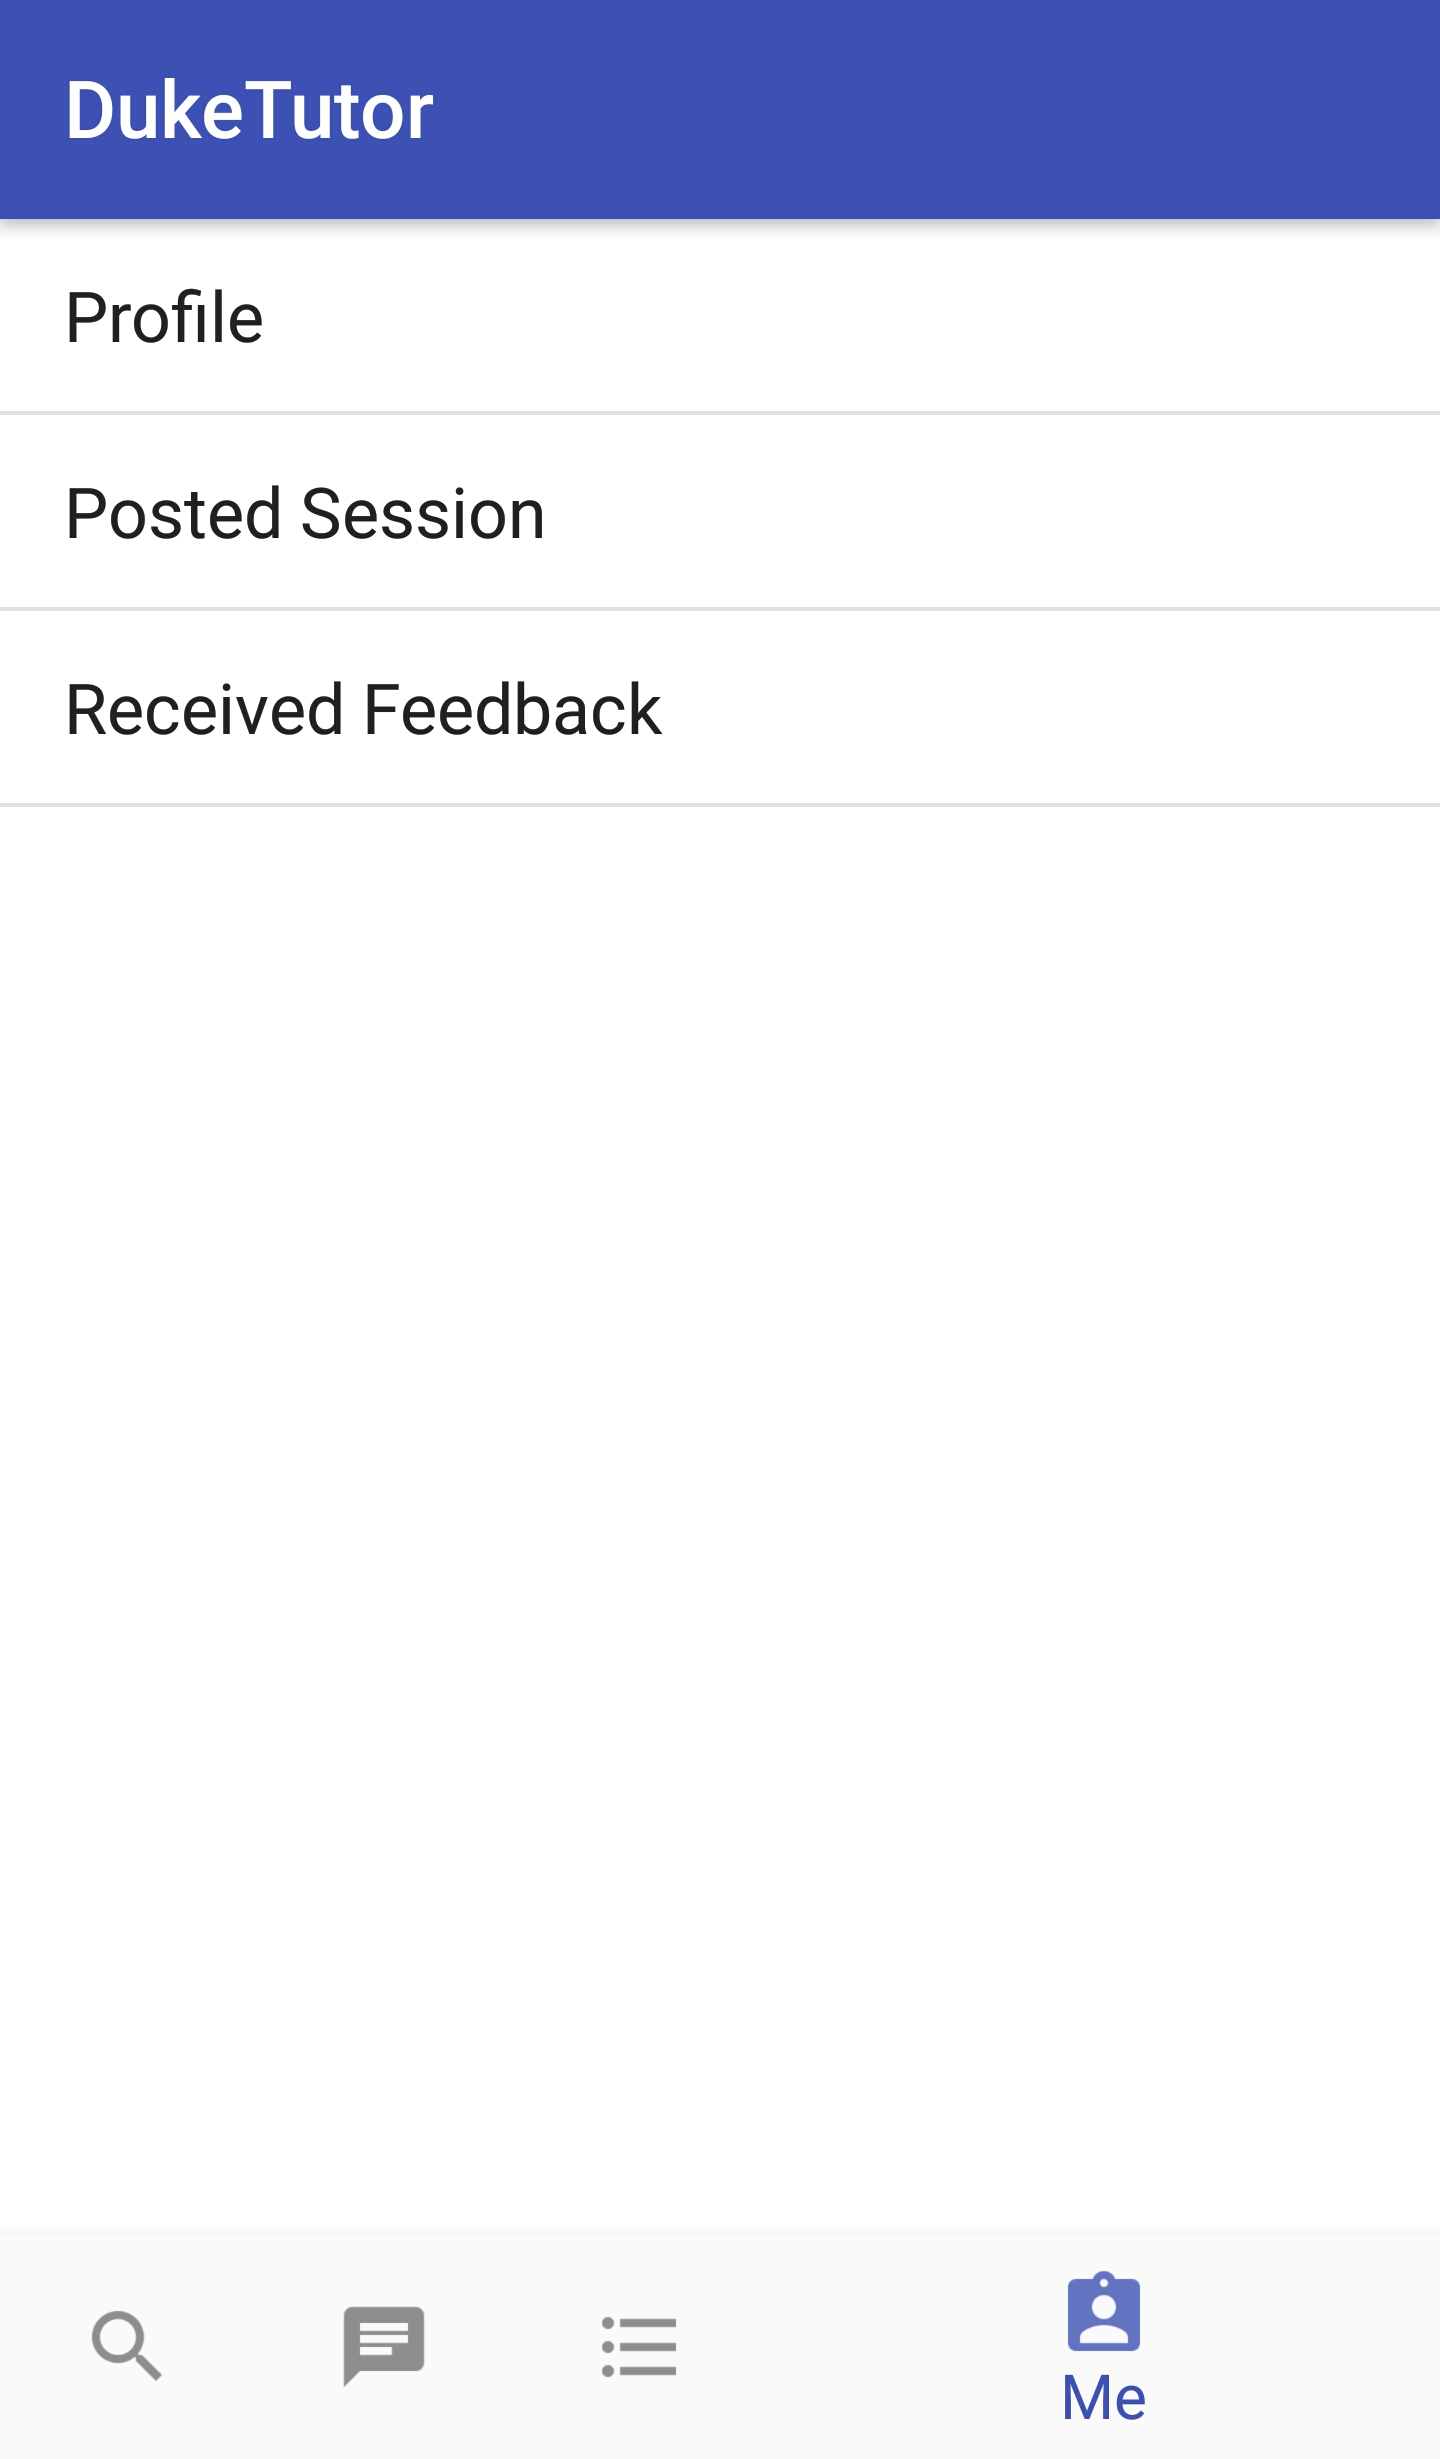 DukeTutor
Profile
Posted Session
Received Feedback
Me